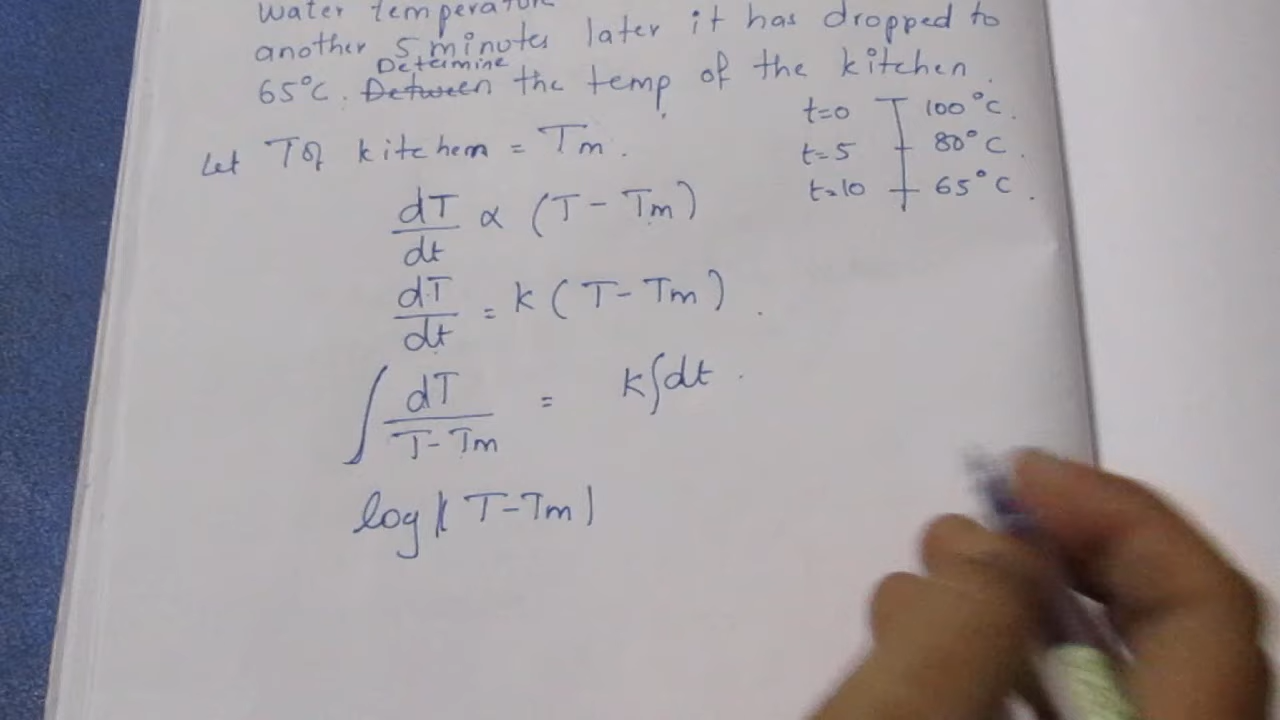 water temperature
another 5 minutes later it has dropped to
Determine
65°C. Between the temp of the kitchen.
t=0 100°C.
Let T of kitchen = Tm.
t=5 80°C.
t=10 65°C.
dT/dt ∝ (T - Tm)
dT/dt = k (T - Tm).
∫ dT/(T - Tm) = k∫dt.
log |( T - Tm)